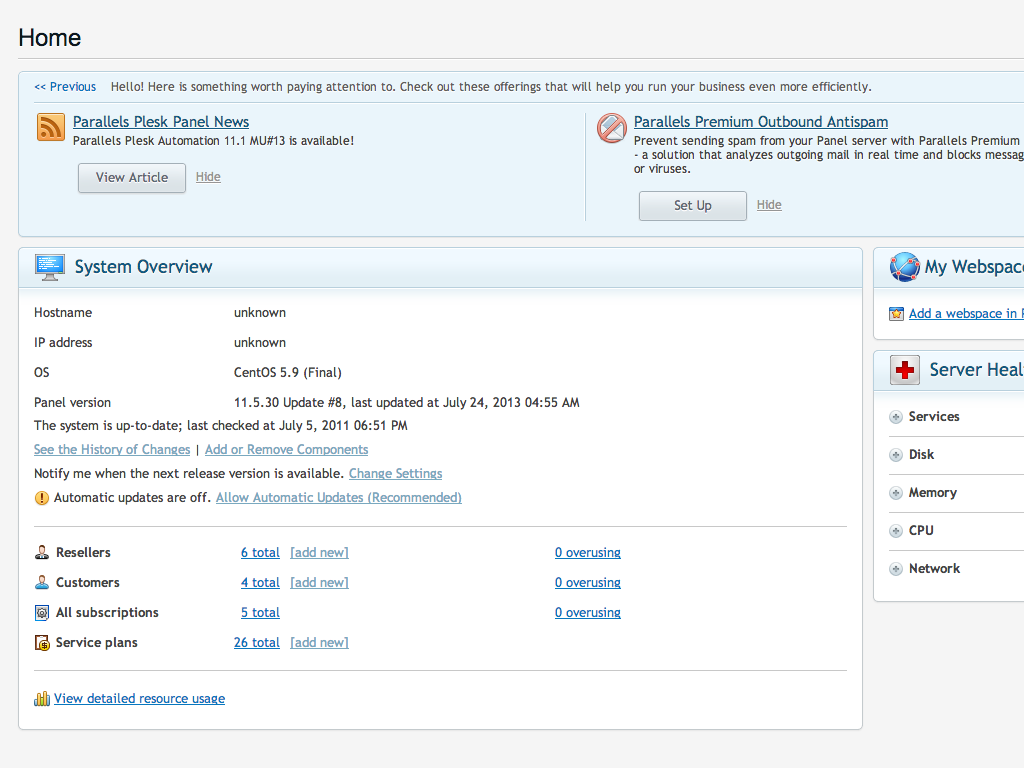 Home
<< Previous Hello! Here is something worth paying attention to. Check out these offerings that will help you run your business even more efficiently.
Parallels Plesk Panel News
Parallels Plesk Automation 11.1 MU#13 is available!
View Article Hide
Parallels Premium Outbound Antispam
Prevent sending spam from your Panel server with Parallels Premium
- a solution that analyzes outgoing mail in real time and blocks messag
or viruses.
Set Up Hide
System Overview
Hostname unknown
IP address unknown
OS CentOS 5.9 (Final)
Panel version 11.5.30 Update #8, last updated at July 24, 2013 04:55 AM
The system is up-to-date; last checked at July 5, 2011 06:51 PM
See the History of Changes | Add or Remove Components
Notify me when the next release version is available. Change Settings
Automatic updates are off. Allow Automatic Updates (Recommended)
Resellers 6 total [add new] 0 overusing
Customers 4 total [add new] 0 overusing
All subscriptions 5 total 0 overusing
Service plans 26 total [add new]
View detailed resource usage
My Webspac
Add a webspace in
Server Heal
Services
Disk
Memory
CPU
Network